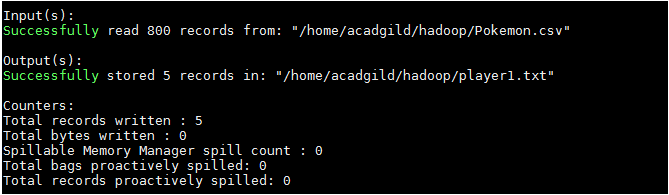 Input(s):
Successfully read 800 records from: "/home/acadgild/hadoop/Pokemon.csv"
Output(s):
Successfully stored 5 records in: "/home/acadgild/hadoop/player1.txt"
Counters:
Total records written : 5
Total bytes written : 0
Spillable Memory Manager spill count : 0
Total bags proactively spilled: 0
Total records proactively spilled: 0